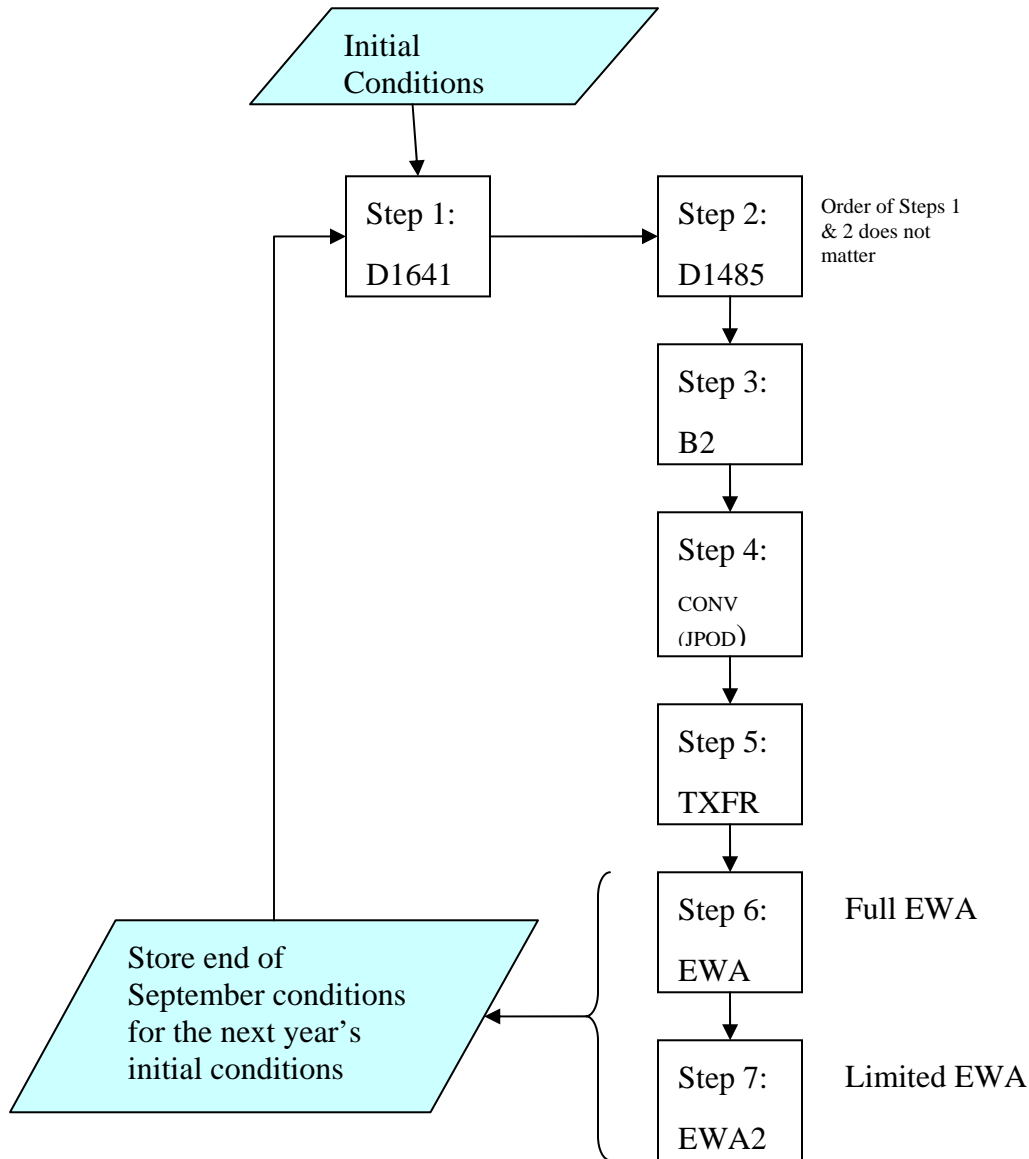 Initial
Conditions
Step 1:
D1641
Step 2:
D1485
Order of Steps 1
& 2 does not
matter
Step 3:
B2
Step 4:
CONV
(JPOD)
Step 5:
TXFR
Step 6:
EWA
Full EWA
Store end of
September conditions
for the next year's
initial conditions
Step 7:
EWA2
Limited EWA